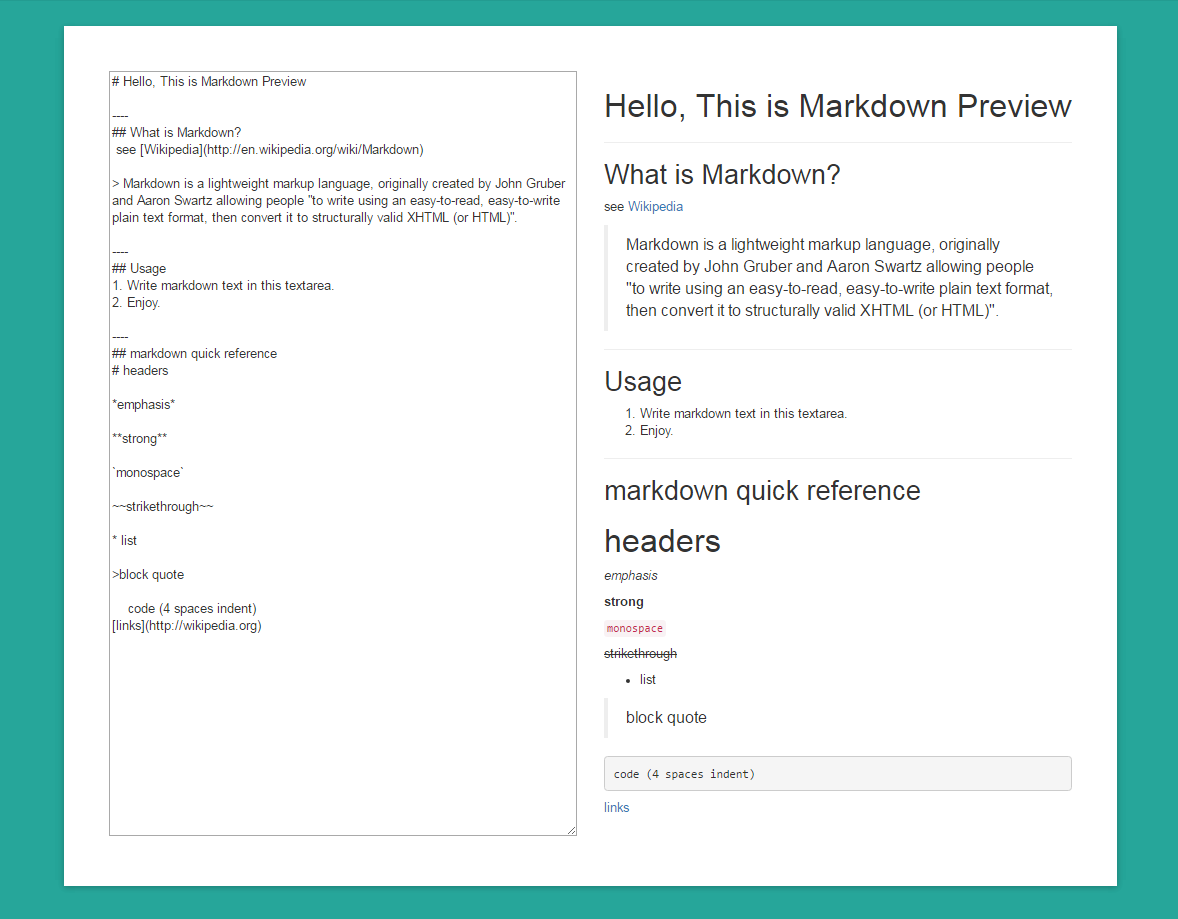 # Hello, This is Markdown Preview
----
## What is Markdown?
see [Wikipedia](http://en.wikipedia.org/wiki/Markdown)
> Markdown is a lightweight markup language, originally created by John Gruber
and Aaron Swartz allowing people "to write using an easy-to-read, easy-to-write
plain text format, then convert it to structurally valid XHTML (or HTML)".
----
## Usage
1. Write markdown text in this textarea.
2. Enjoy.
----
## markdown quick reference
# headers
*emphasis*
**strong**
`monospace`
~~strikethrough~~
* list
>block quote
    code (4 spaces indent)
[links](http://wikipedia.org)
Hello, This is Markdown Preview
What is Markdown?
see Wikipedia
Markdown is a lightweight markup language, originally
created by John Gruber and Aaron Swartz allowing people
"to write using an easy-to-read, easy-to-write plain text format,
then convert it to structurally valid XHTML (or HTML)".
Usage
1. Write markdown text in this textarea.
2. Enjoy.
markdown quick reference
headers
emphasis
strong
monospace
strikethrough
• list
block quote
code (4 spaces indent)
links